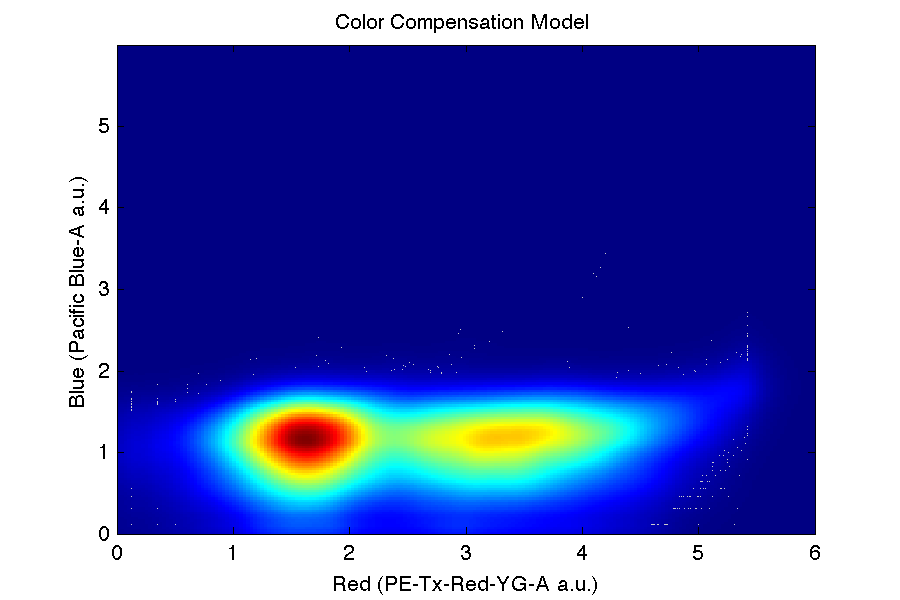 Color Compensation Model
5
4
3
2
1
0
0 1 2 3 4 5 6
Blue (Pacific Blue-A a.u.)
Red (PE-Tx-Red-YG-A a.u.)